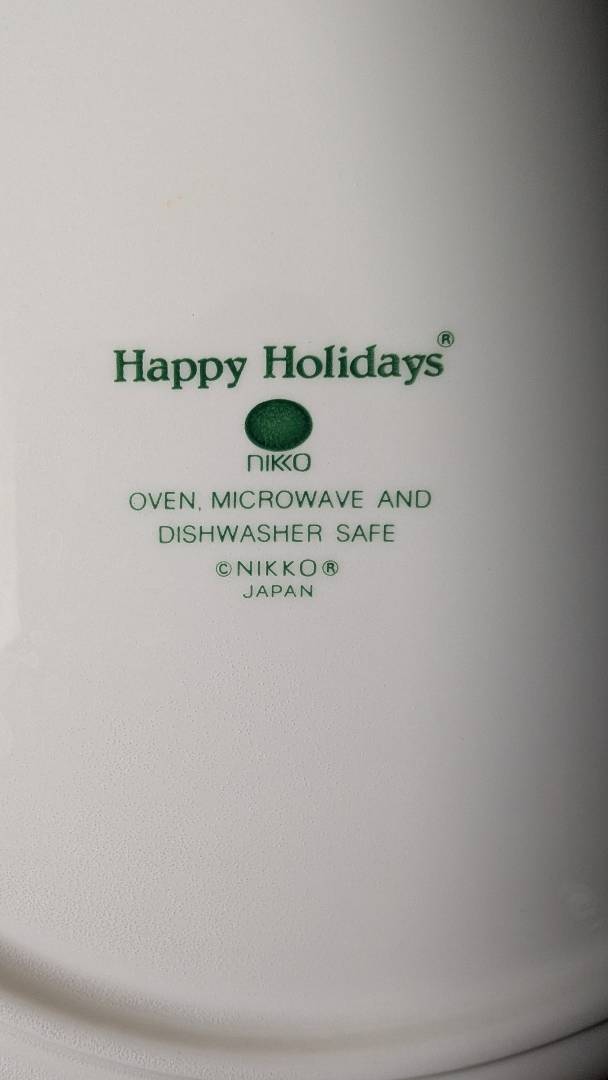 Happy Holidays®
NIKKO
OVEN, MICROWAVE AND
DISHWASHER SAFE
©NIKKO®
JAPAN